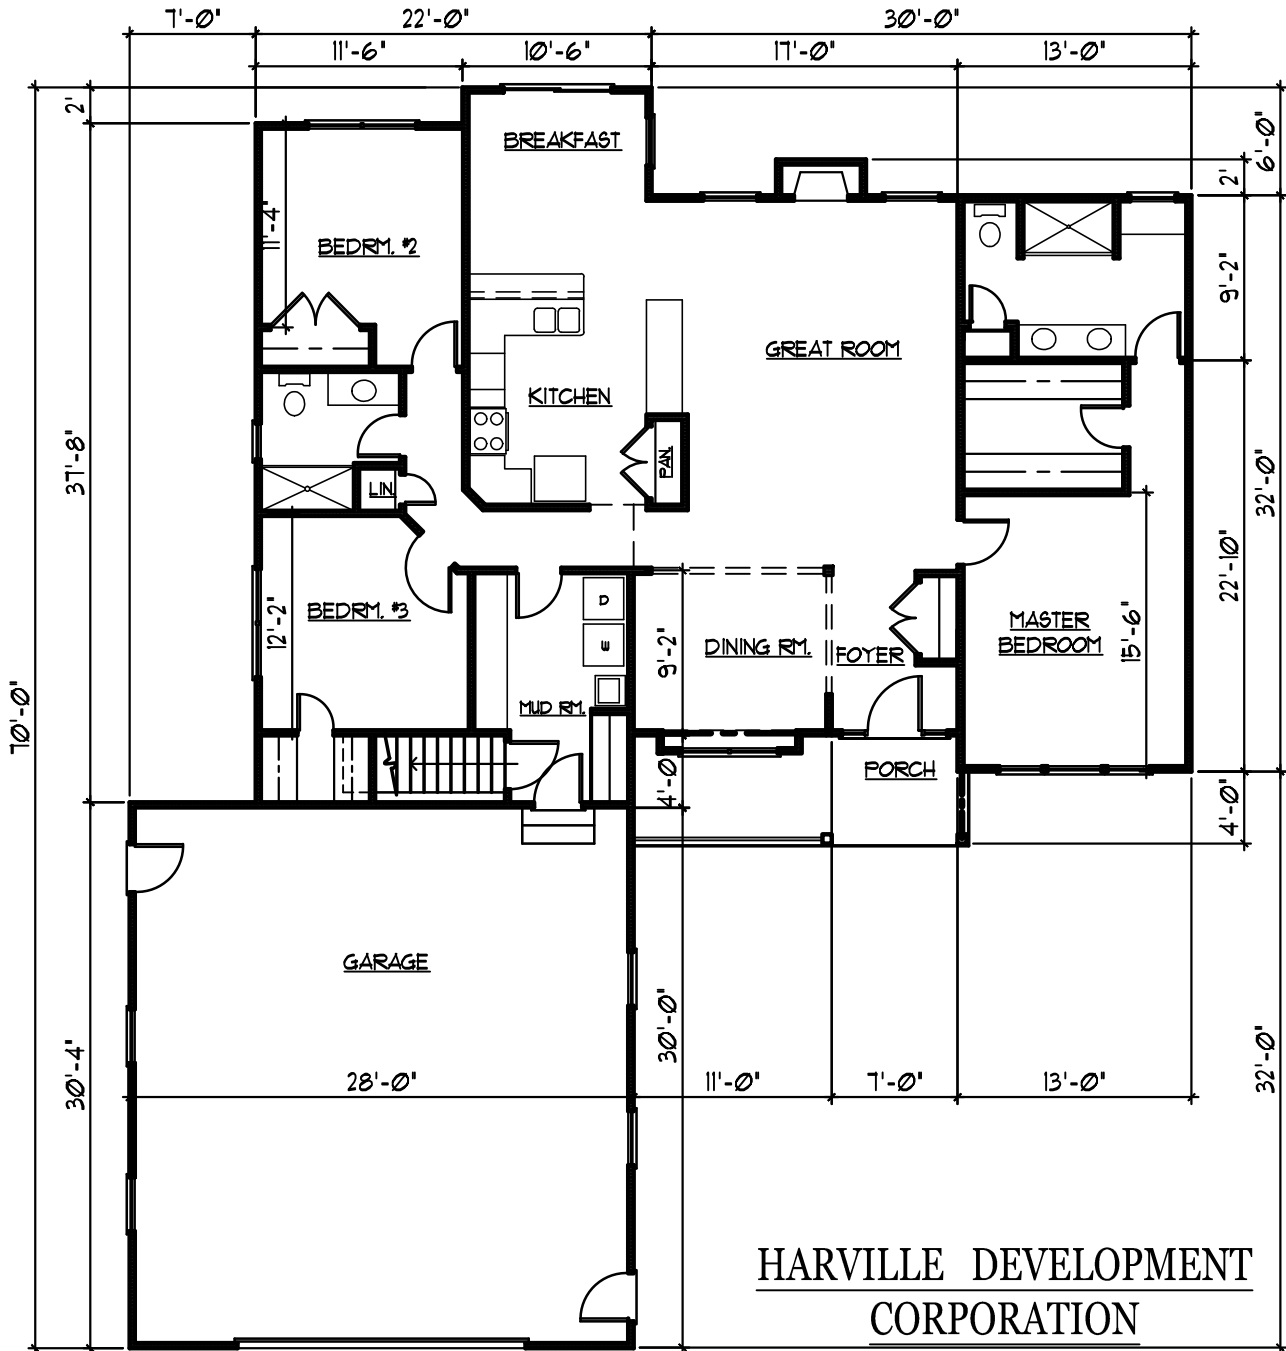 7'-0" 22'-0" 30'-0"
11'-6" 10'-6" 17'-0" 13'-0"
2'
BREAKFAST
6'-0"
2'
11'-4"
BEDRM. #2
9'-2"
GREAT ROOM
KITCHEN
37'-8"
PAN.
LIN.
32'-0"
22'-10"
D
BEDRM. #3
12'-2"
W
9'-2"
DINING RM.
FOYER
MASTER
BEDROOM
15'-6"
MUD RM.
70'-0"
PORCH
4'-0"
4'-0"
GARAGE
30'-0"
30'-4"
28'-0" 11'-0" 7'-0" 13'-0"
32'-0"
HARVILLE DEVELOPMENT
CORPORATION